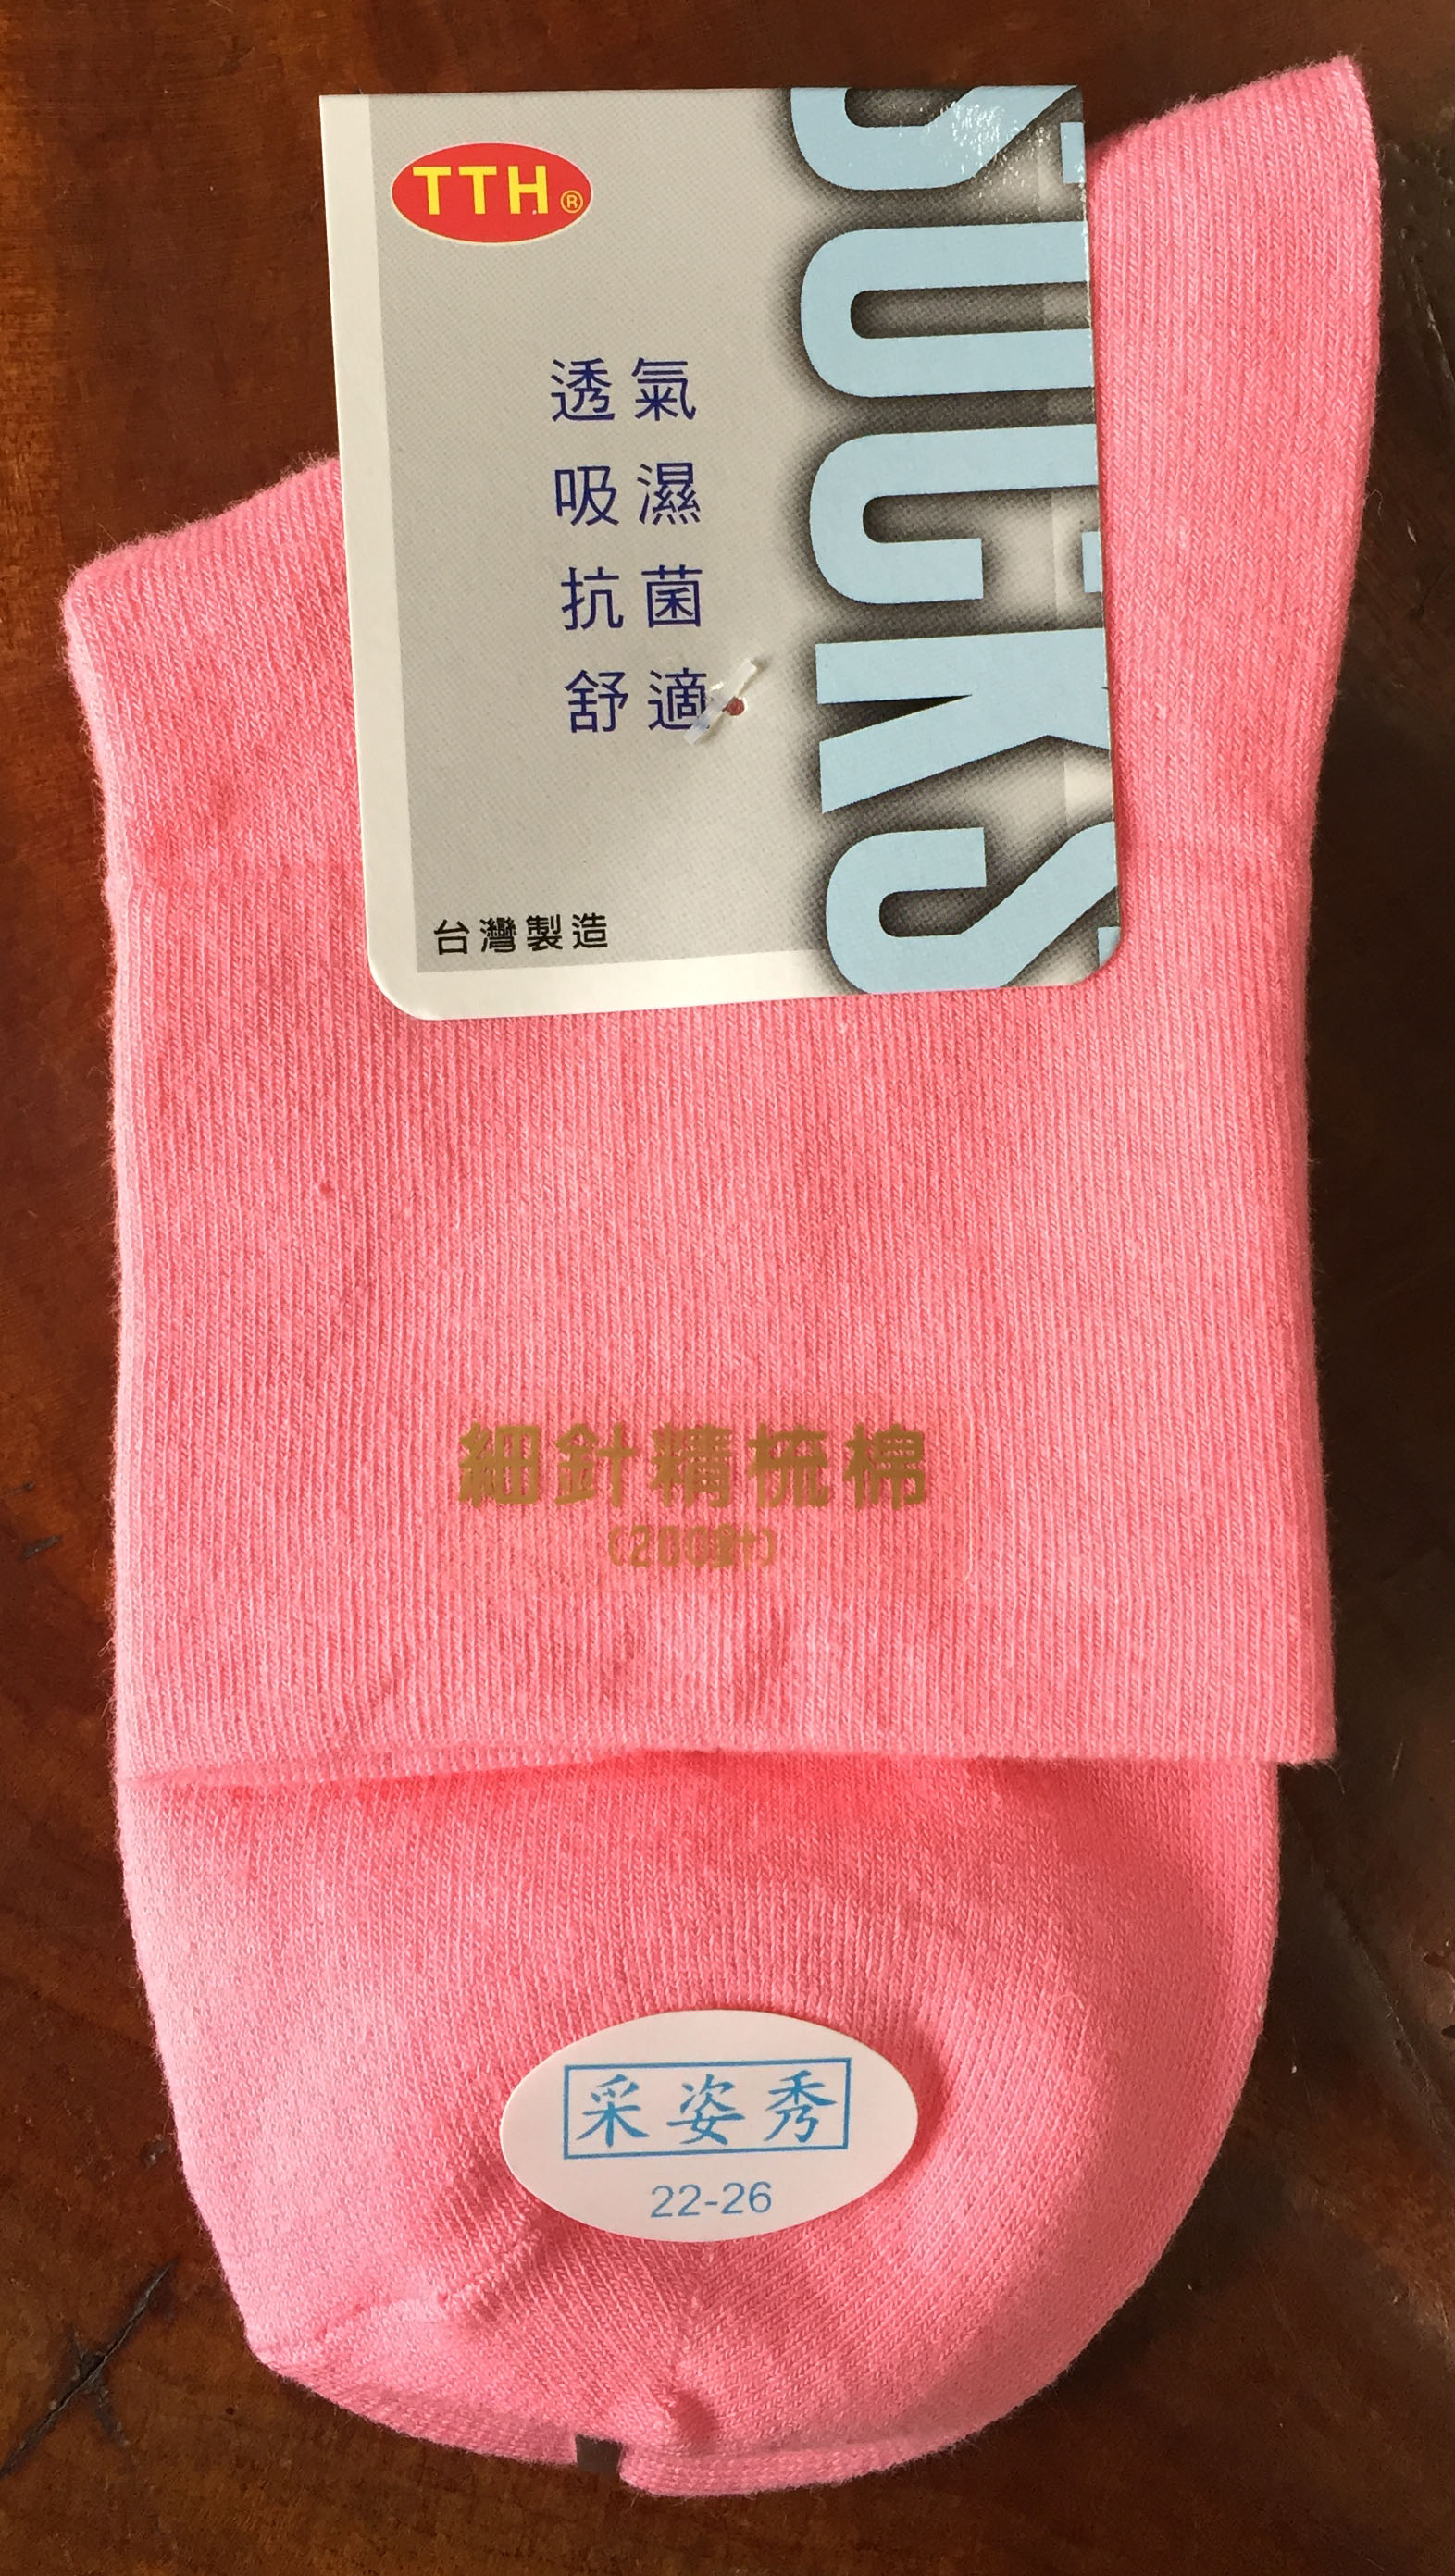 TTH®
SOCKS
透氣
吸濕
抗菌
舒適
台灣製造
細針精梳棉
(200針)
采姿秀
22-26